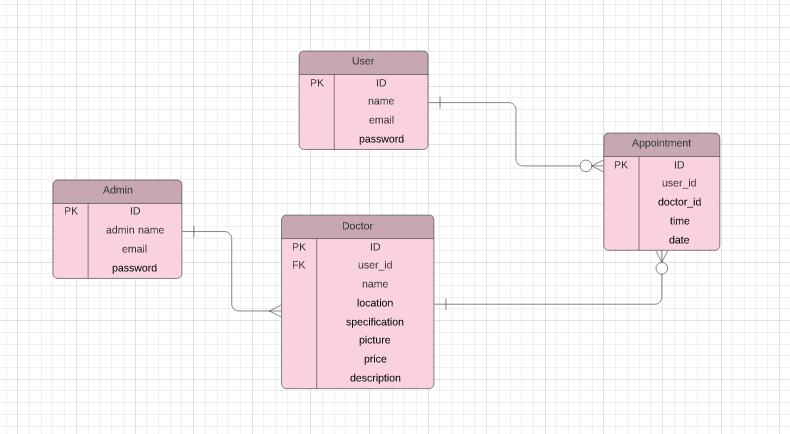 User
PK ID
name
email
password
Appointment
PK ID
user_id
doctor_id
time
date
Admin
PK ID
admin name
email
password
Doctor
PK ID
FK user_id
name
location
specification
picture
price
description